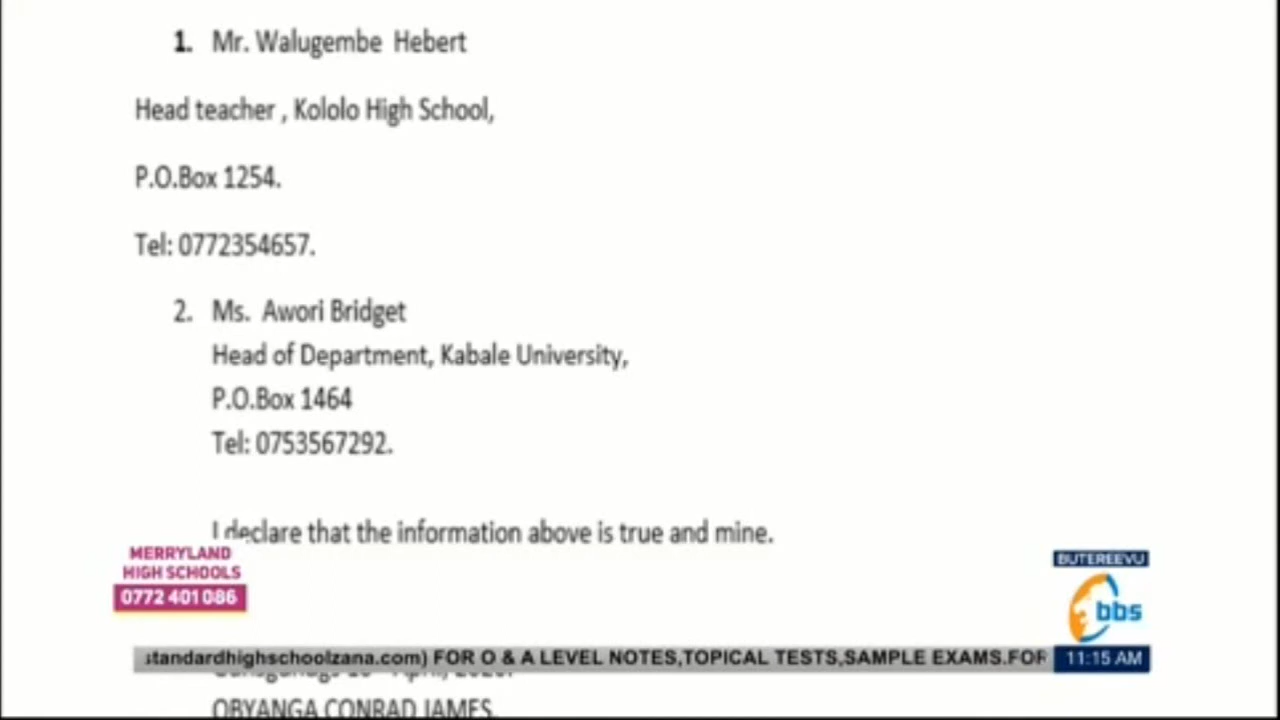 1. Mr. Walugembe Hebert
Head teacher , Kololo High School,
P.O.Box 1254.
Tel: 0772354657.
2. Ms. Awori Bridget
Head of Department, Kabale University,
P.O.Box 1464
Tel: 0753567292.
I declare that the information above is true and mine.
MERRYLAND
HIGH SCHOOLS
0772 401 086
BUTEREEVU
bbs
11:15 AM
standardhighschoolzana.com) FOR O & A LEVEL NOTES,TOPICAL TESTS,SAMPLE EXAMS.FOR
OBYANGA CONRAD JAMES.